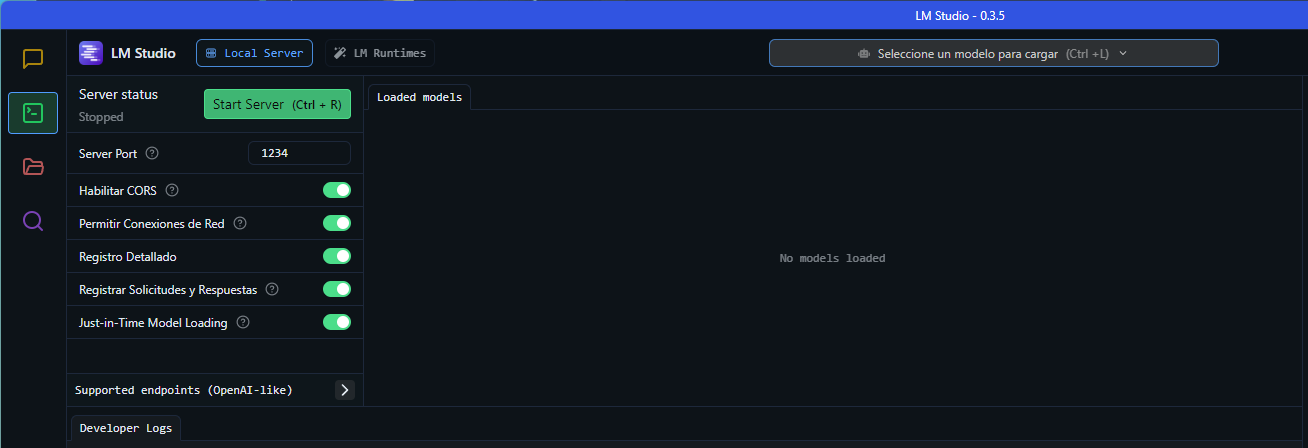 LM Studio - 0.3.5
LM Studio Local Server LM Runtimes Seleccione un modelo para cargar (Ctrl +L)
Server status
Stopped
Start Server (Ctrl + R)
Loaded models
Server Port 1234
Habilitar CORS
Permitir Conexiones de Red
Registro Detallado
No models loaded
Registrar Solicitudes y Respuestas
Just-in-Time Model Loading
Supported endpoints (OpenAI-like)
Developer Logs